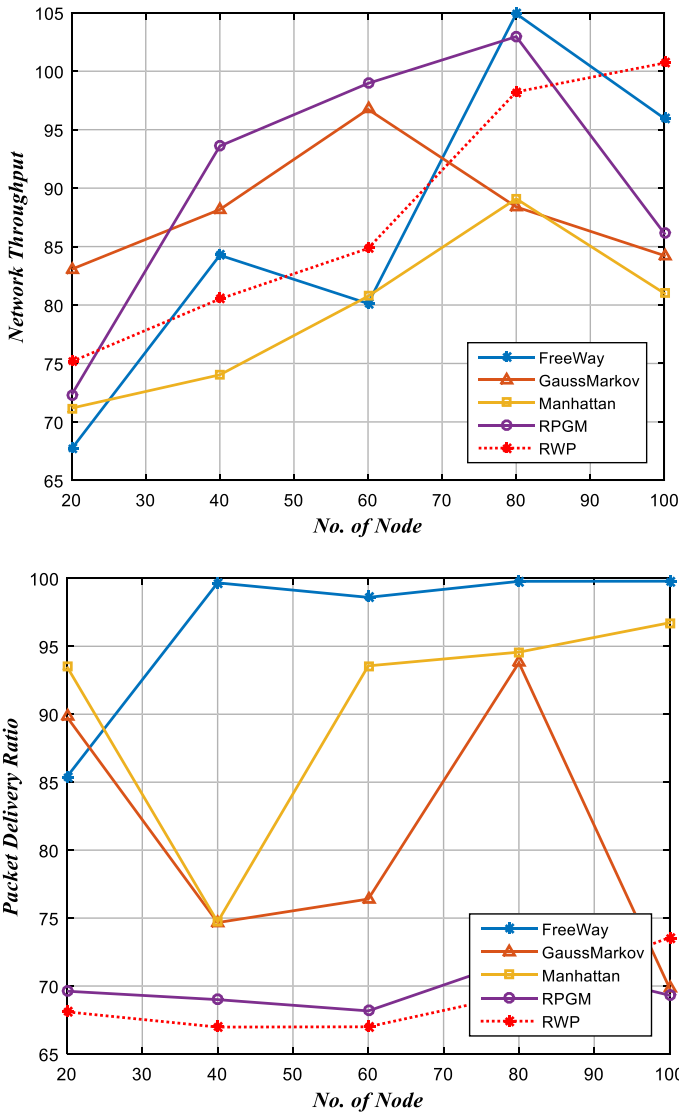 105
100
95
90
85
80
75
70
65
Network Throughput
FreeWay
GaussMarkov
Manhattan
RPGM
RWP
20 30 40 50 60 70 80 90 100
No. of Node
100
95
90
85
80
75
70
65
Packet Delivery Ratio
FreeWay
GaussMarkov
Manhattan
RPGM
RWP
20 30 40 50 60 70 80 90 100
No. of Node